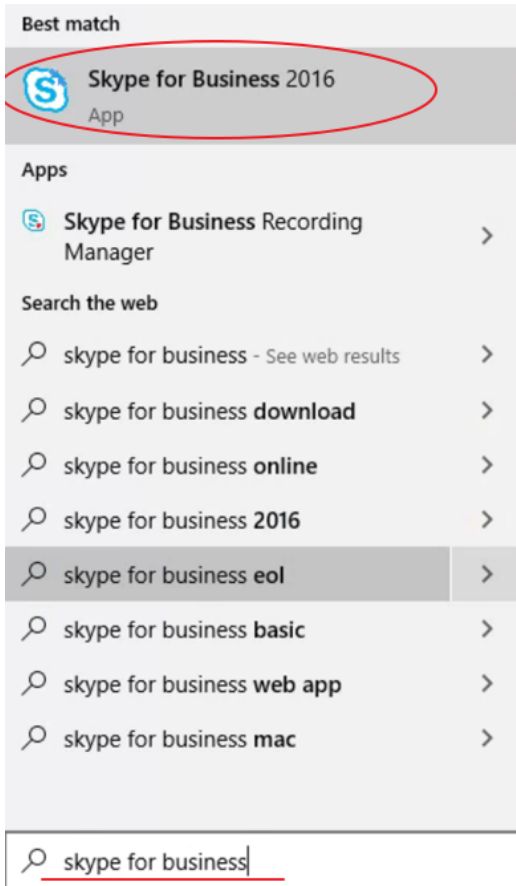 Best match
Skype for Business 2016
App
Apps
Skype for Business Recording
Manager
Search the web
skype for business - See web results
skype for business download
skype for business online
skype for business 2016
skype for business eol
skype for business basic
skype for business web app
skype for business mac
skype for business